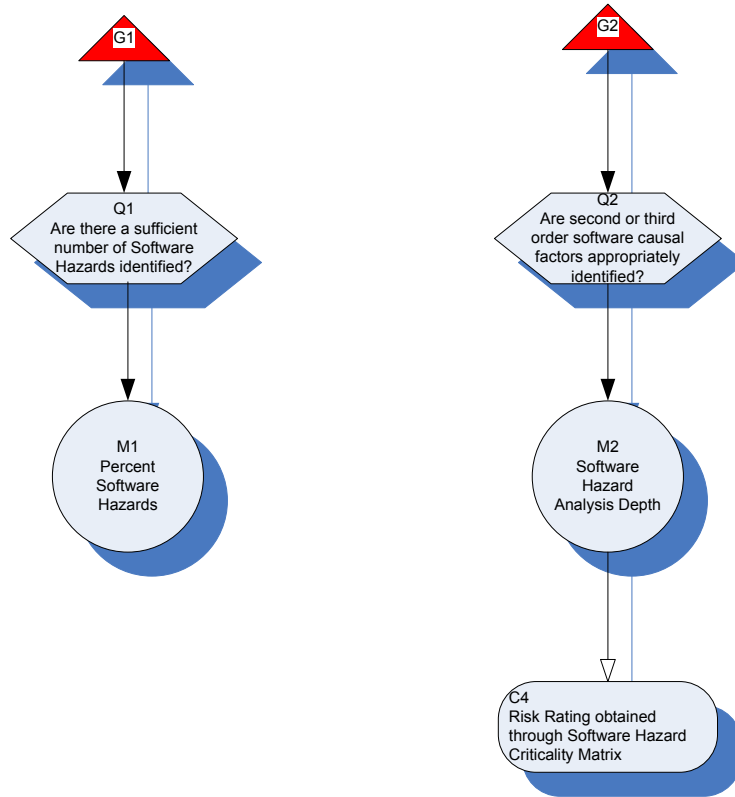 G1
Q1
Are there a sufficient
number of Software
Hazards identified?
M1
Percent
Software
Hazards
G2
Q2
Are second or third
order software causal
factors appropriately
identified?
M2
Software
Hazard
Analysis Depth
C4
Risk Rating obtained
through Software Hazard
Criticality Matrix